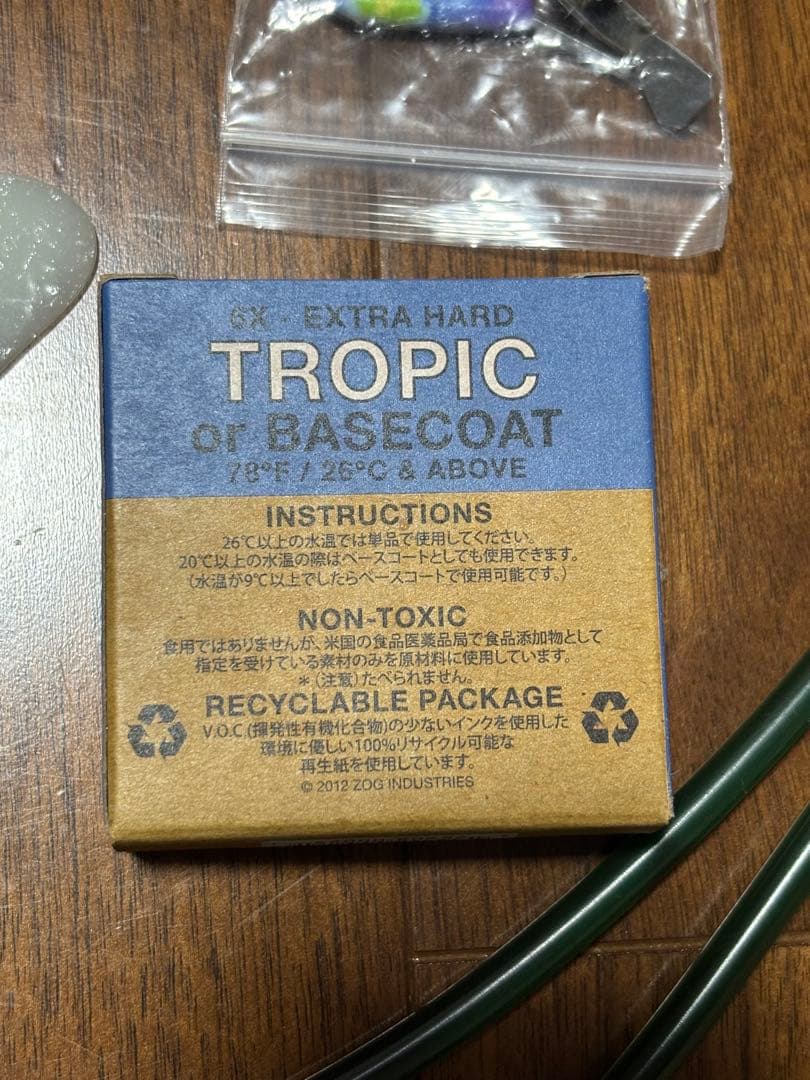 6X - EXTRA HARD
TROPIC
or BASECOAT
78°F / 26°C & ABOVE
INSTRUCTIONS
26℃以上の水温では単品で使用してください。
20℃以上の水温の際はベースコートとしても使用できます。
(水温が9℃以上でしたらベースコートで使用可能です。)
NON-TOXIC
食用ではありませんが、米国の食品医薬品局で食品添加物として
指定を受けている素材のみを原材料に使用しています。
*(注意)たべられません。
RECYCLABLE PACKAGE
V.O.C(揮発性有機化合物)の少ないインクを使用した
環境に優しい100%リサイクル可能な
再生紙を使用しています。
© 2012 ZOG INDUSTRIES